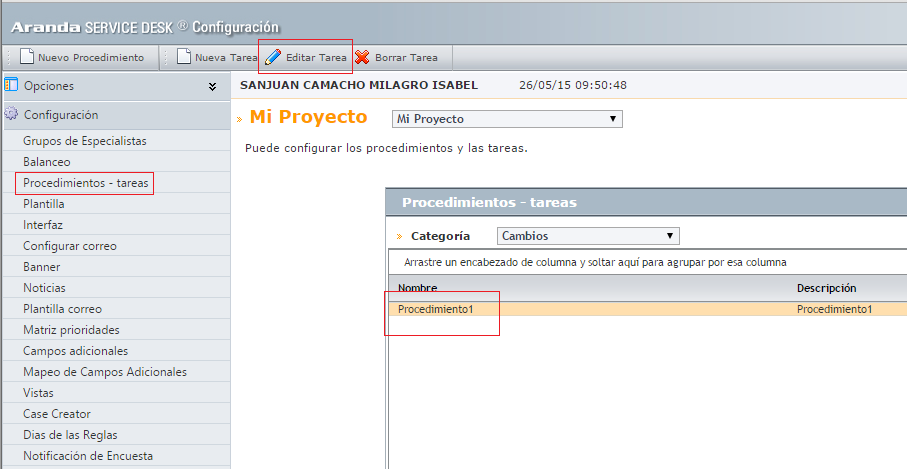 Aranda SERVICE DESK ® Configuración
Nuevo Procedimiento Nueva Tarea Editar Tarea Borrar Tarea
Opciones
Configuración
Grupos de Especialistas
Balanceo
Procedimientos - tareas
Plantilla
Interfaz
Configurar correo
Banner
Noticias
Plantilla correo
Matriz prioridades
Campos adicionales
Mapeo de Campos Adicionales
Vistas
Case Creator
Dias de las Reglas
Notificación de Encuesta
SANJUAN CAMACHO MILAGRO ISABEL 26/05/15 09:50:48
» Mi Proyecto Mi Proyecto
Puede configurar los procedimientos y las tareas.
Procedimientos - tareas
» Categoría Cambios
Arrastre un encabezado de columna y soltar aquí para agrupar por esa columna
Nombre Descripción
Procedimiento1 Procedimiento1